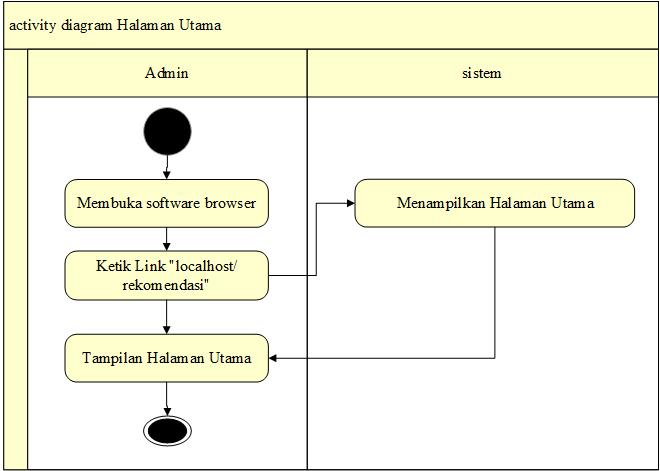 activity diagram Halaman Utama
Admin
sistem
Membuka software browser
Menampilkan Halaman Utama
Ketik Link "localhost/
rekomendasi"
Tampilan Halaman Utama